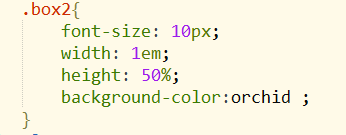 .box2{
font-size: 10px;
width: 1em;
height: 50%;
background-color:orchid ;
}